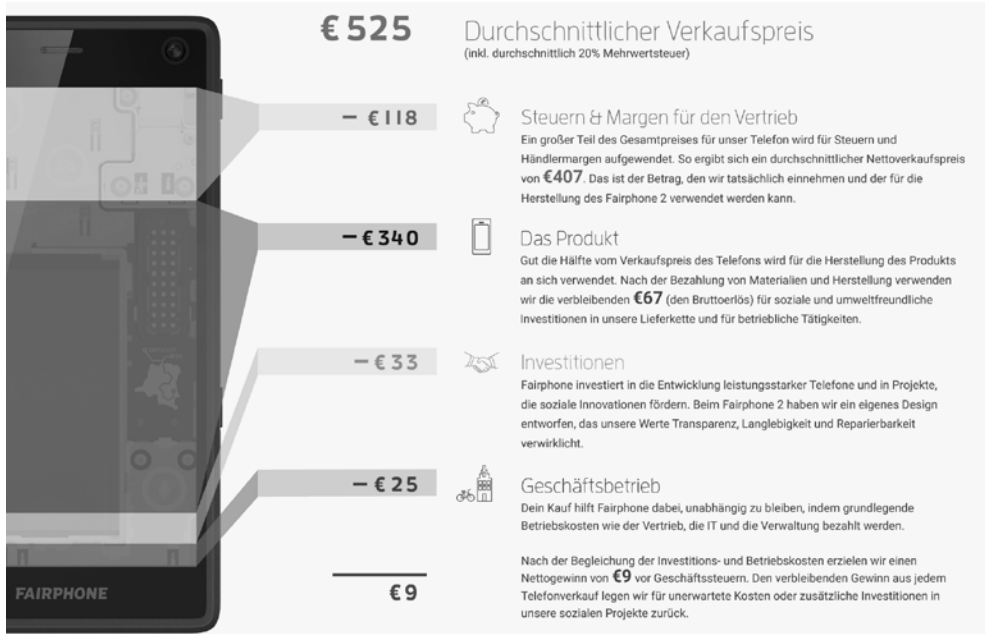 € 525
Durchschnittlicher Verkaufspreis
(inkl. durchschnittlich 20% Mehrwertsteuer)
– €118
Steuern & Margen für den Vertrieb
Ein großer Teil des Gesamtpreises für unser Telefon wird für Steuern und
Händlermargen aufgewendet. So ergibt sich ein durchschnittlicher Nettoverkaufspreis
von €407. Das ist der Betrag, den wir tatsächlich einnehmen und der für die
Herstellung des Fairphone 2 verwendet werden kann.
– € 340
Das Produkt
Gut die Hälfte vom Verkaufspreis des Telefons wird für die Herstellung des Produkts
an sich verwendet. Nach der Bezahlung von Materialien und Herstellung verwenden
wir die verbleibenden €67 (den Bruttoerlös) für soziale und umweltfreundliche
Investitionen in unsere Lieferkette und für betriebliche Tätigkeiten.
– € 33
Investitionen
Fairphone investiert in die Entwicklung leistungsstarker Telefone und in Projekte,
die soziale Innovationen fördern. Beim Fairphone 2 haben wir ein eigenes Design
entworfen, das unsere Werte Transparenz, Langlebigkeit und Reparierbarkeit
verwirklicht.
– € 25
Geschäftsbetrieb
Dein Kauf hilft Fairphone dabei, unabhängig zu bleiben, indem grundlegende
Betriebskosten wie der Vertrieb, die IT und die Verwaltung bezahlt werden.
Nach der Begleichung der Investitions- und Betriebskosten erzielen wir einen
Nettogewinn von €9 vor Geschäftssteuern. Den verbleibenden Gewinn aus jedem
Telefonverkauf legen wir für unerwartete Kosten oder zusätzliche Investitionen in
unsere sozialen Projekte zurück.
€ 9
FAIRPHONE